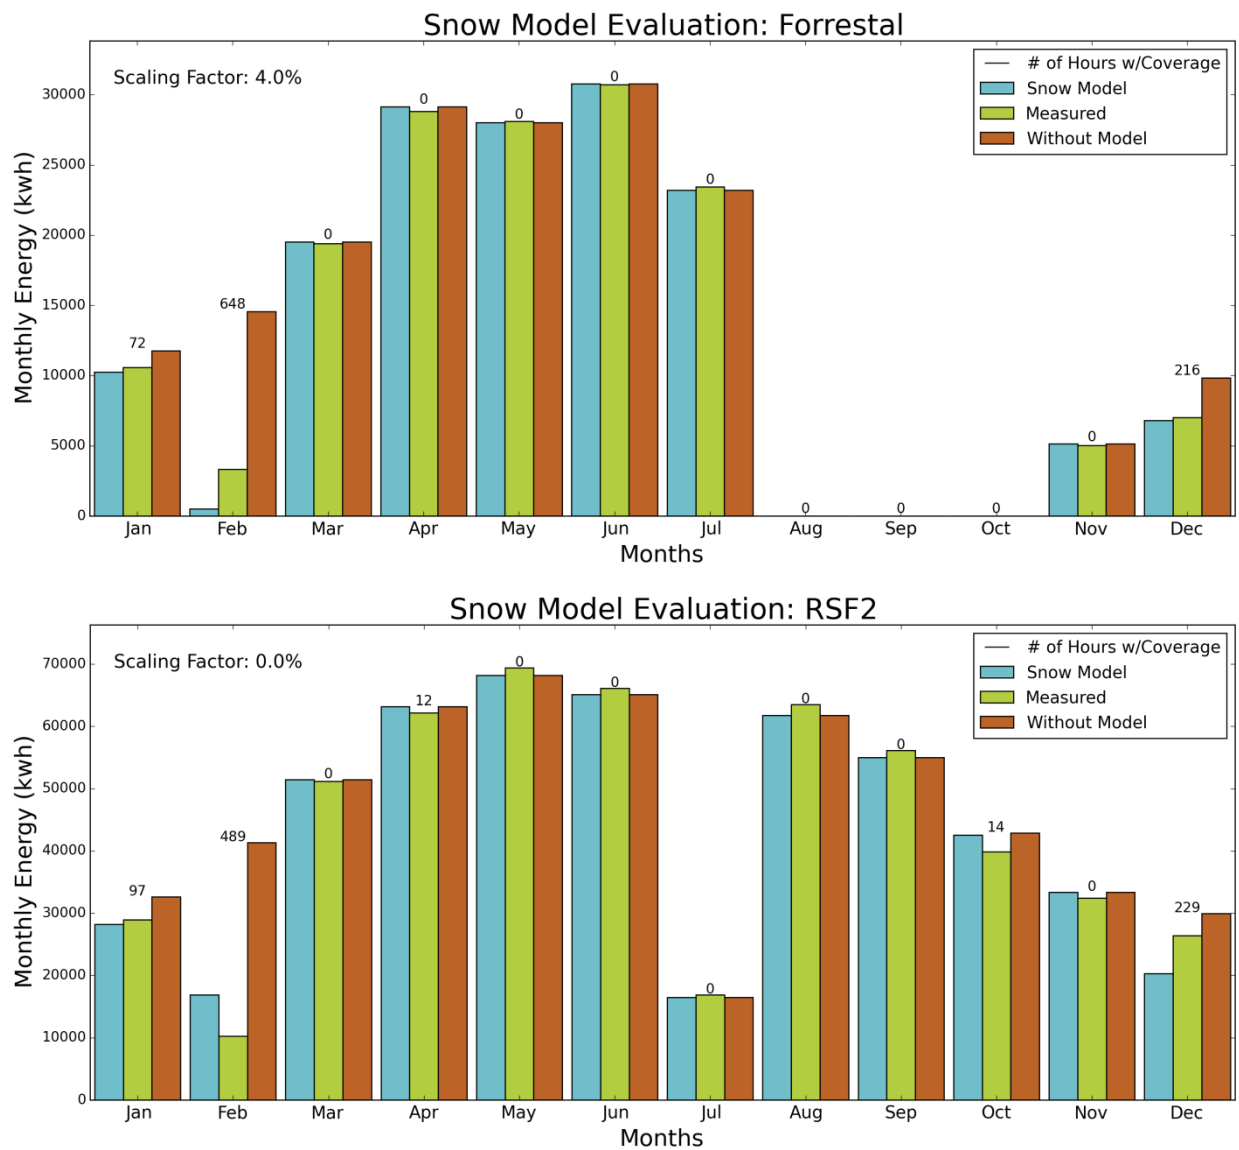 Snow Model Evaluation: Forrestal
Scaling Factor: 4.0%
# of Hours w/Coverage
Snow Model
Measured
Without Model
Monthly Energy (kwh)
30000
25000
20000
15000
10000
5000
0
72
648
0
0
0
0
0
0
0
0
0
216
Jan Feb Mar Apr May Jun Jul Aug Sep Oct Nov Dec
Months
Snow Model Evaluation: RSF2
Scaling Factor: 0.0%
# of Hours w/Coverage
Snow Model
Measured
Without Model
Monthly Energy (kwh)
70000
60000
50000
40000
30000
20000
10000
0
97
489
0
12
0
0
0
0
0
14
0
229
Jan Feb Mar Apr May Jun Jul Aug Sep Oct Nov Dec
Months